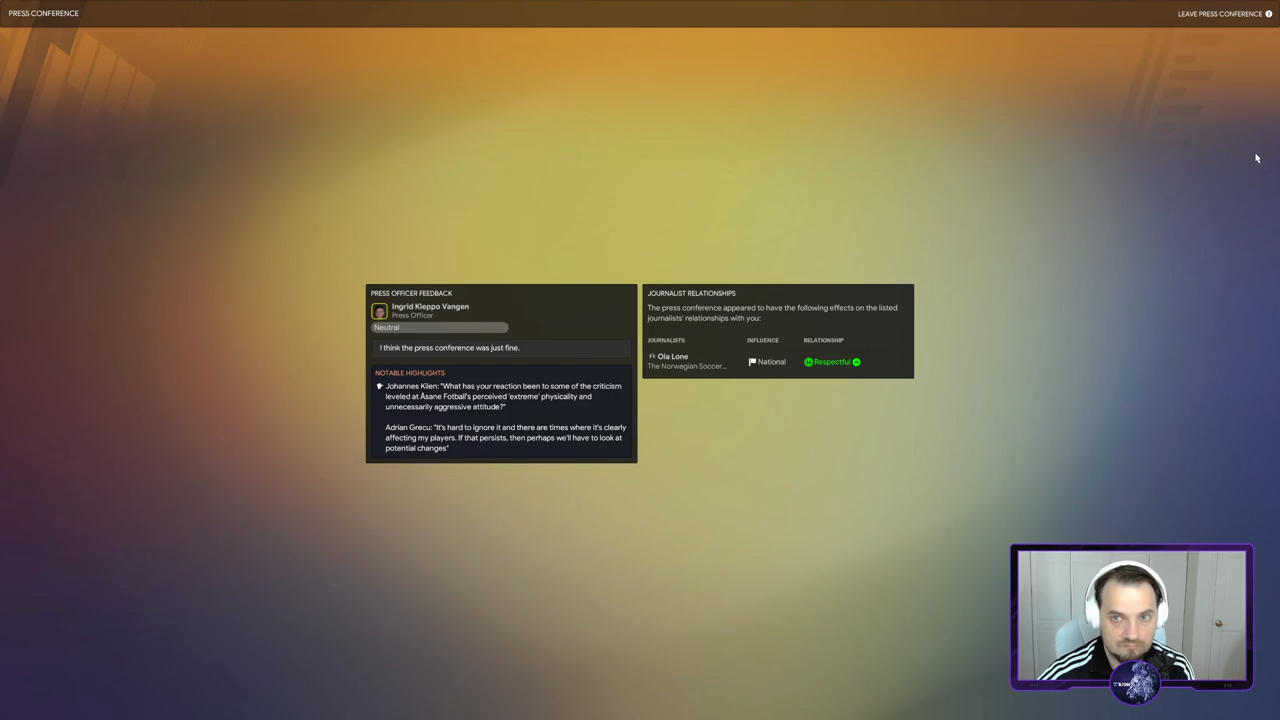 PRESS CONFERENCE
LEAVE PRESS CONFERENCE
PRESS OFFICER FEEDBACK
Ingrid Kleppo Vangen
Press Officer
Neutral
I think the press conference was just fine.
NOTABLE HIGHLIGHTS
Johannes Kilen: "What has your reaction been to some of the criticism
leveled at Åsane Fotball's perceived 'extreme' physicality and
unnecessarily aggressive attitude?"
Adrian Grecu: "It's hard to ignore it and there are times where it's clearly
affecting my players. If that persists, then perhaps we'll have to look at
potential changes"
JOURNALIST RELATIONSHIPS
The press conference appeared to have the following effects on the listed
journalists' relationships with you:
JOURNALISTS INFLUENCE RELATIONSHIP
Ola Lone
The Norwegian Soccer...
National
Respectful